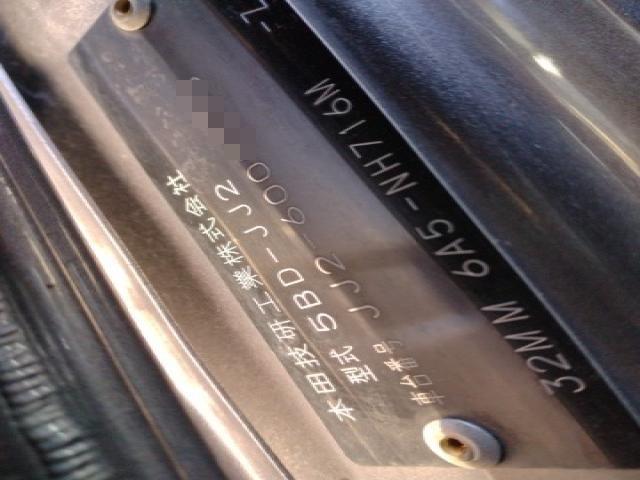 本田技研工業株式会社
型式 5BD-JJ2
車台番号 JJ2-600
32MM 6A5-NH716M -Z